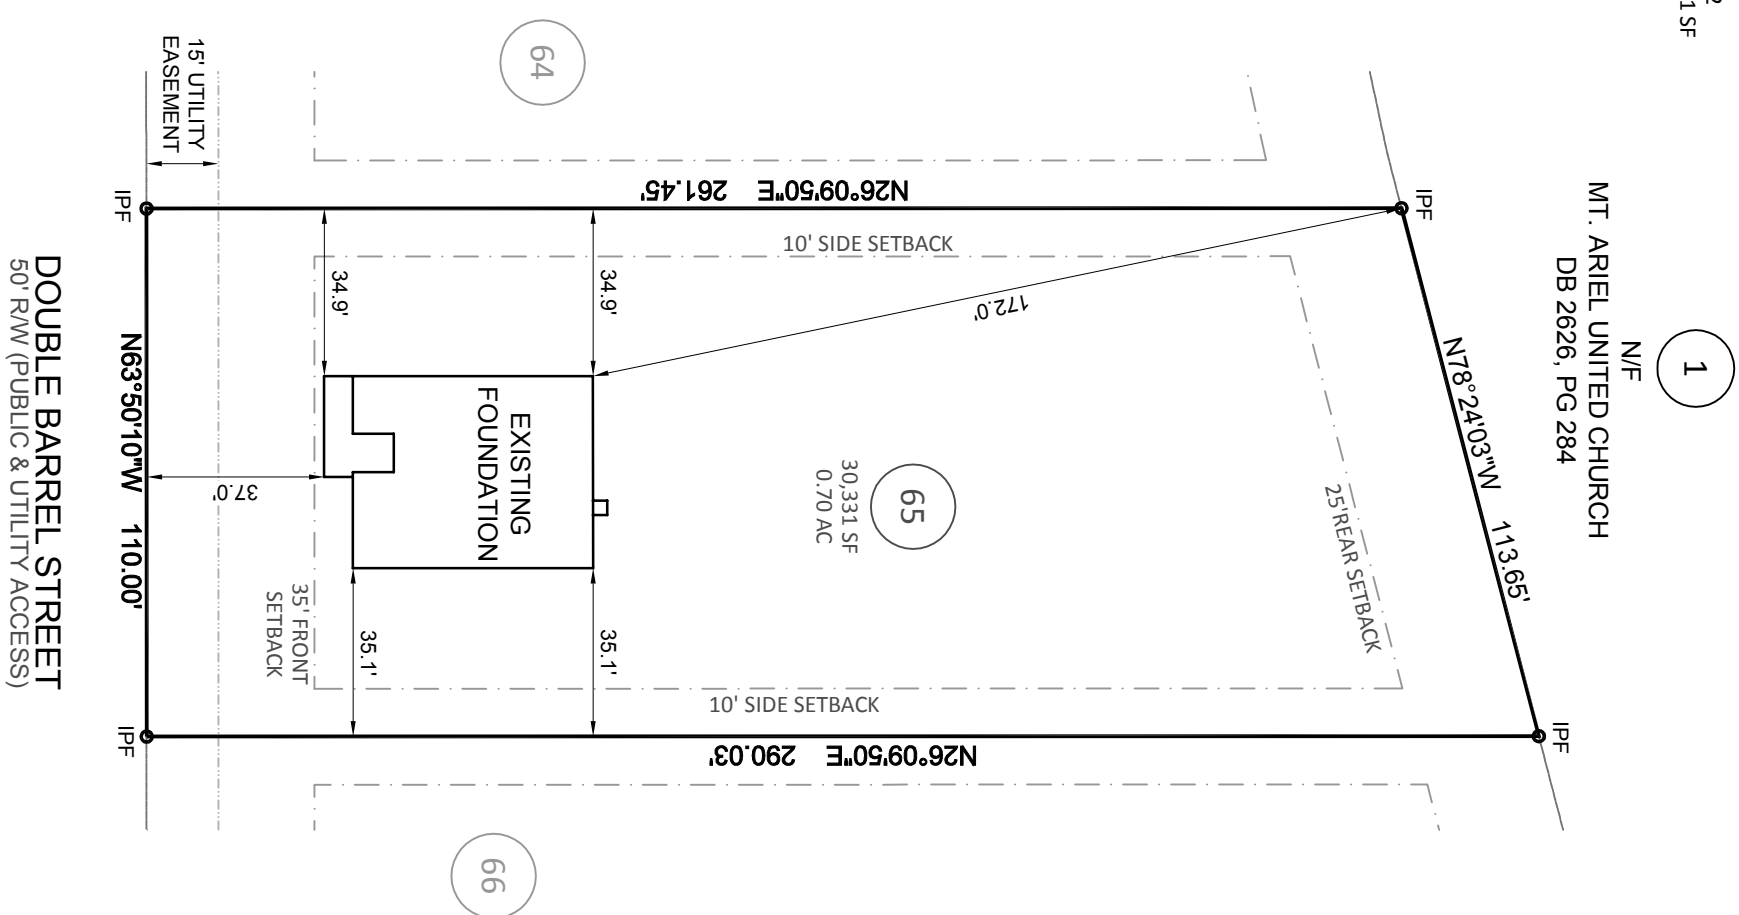 1
N/F
MT. ARIEL UNITED CHURCH
DB 2626, PG 284
1 SF
IPF
N78°24'03"W 113.65'
IPF
25'REAR SETBACK
64
N26°09'50"E 261.45'
10' SIDE SETBACK
172.0'
65
30,331 SF
0.70 AC
10' SIDE SETBACK
N26°09'50"E 290.03'
34.9'
35.1'
EXISTING
FOUNDATION
34.9'
35.1'
66
35' FRONT
SETBACK
37.0'
15' UTILITY
EASEMENT
IPF
N63°50'10"W 110.00'
IPF
DOUBLE BARREL STREET
50' R/W (PUBLIC & UTILITY ACCESS)